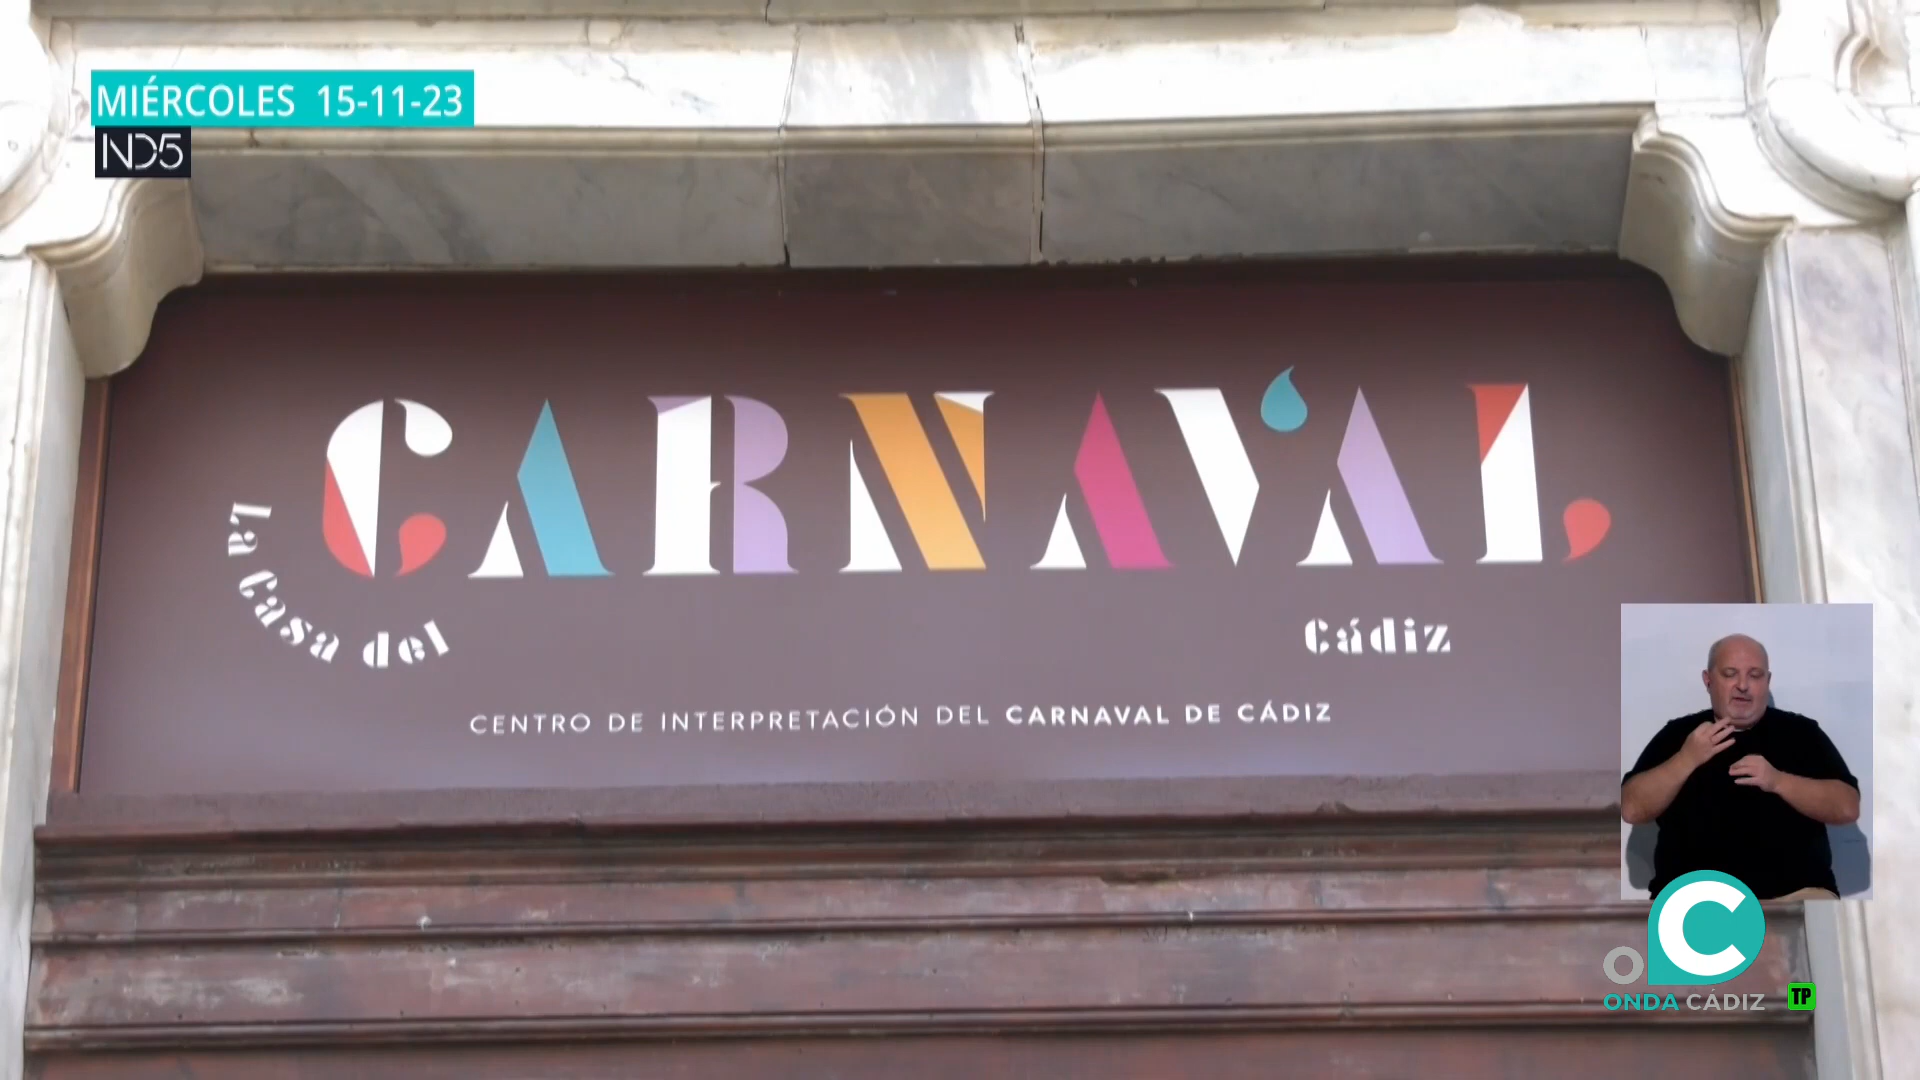 MIÉRCOLES 15-11-23
ND5
La Casa del
CARNAVAL
Cádiz
CENTRO DE INTERPRETACIÓN DEL CARNAVAL DE CÁDIZ
OC
ONDA CÁDIZ
TP